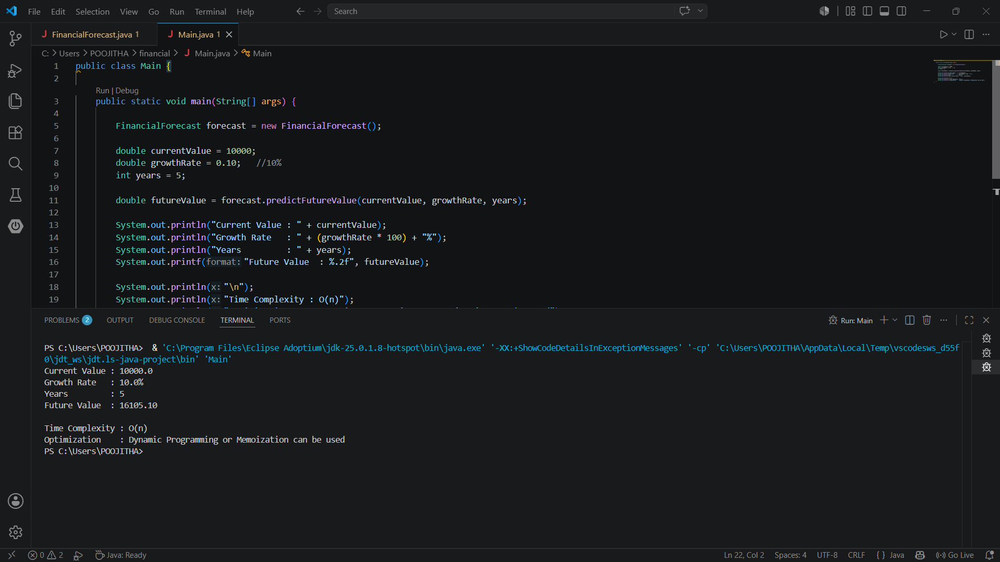 File Edit Selection View Go Run Terminal Help
Search
FinancialForecast.java 1
Main.java 1
C: > Users > POOJITHA > financial > Main.java > Main
1 public class Main {
2
Run | Debug
3 public static void main(String[] args) {
4
5 FinancialForecast forecast = new FinancialForecast();
6
7 double currentValue = 10000;
8 double growthRate = 0.10;   //10%
9 int years = 5;
10
11 double futureValue = forecast.predictFutureValue(currentValue, growthRate, years);
12
13 System.out.println("Current Value : " + currentValue);
14 System.out.println("Growth Rate   : " + (growthRate * 100) + "%");
15 System.out.println("Years         : " + years);
16 System.out.printf(format: "Future Value  : %.2f", futureValue);
17
18 System.out.println(x: "\n");
19 System.out.println(x: "Time Complexity : O(n)");
PROBLEMS 2 OUTPUT DEBUG CONSOLE TERMINAL PORTS
Run: Main
PS C:\Users\POOJITHA>  & 'C:\Program Files\Eclipse Adoptium\jdk-25.0.1.8-hotspot\bin\java.exe' '-XX:+ShowCodeDetailsInExceptionMessages' '-cp' 'C:\Users\POOJITHA\AppData\Local\Temp\vscodesws_d55f
0\jdt_ws\jdt.ls-java-project\bin' 'Main'
Current Value : 10000.0
Growth Rate   : 10.0%
Years         : 5
Future Value  : 16105.10
Time Complexity : O(n)
Optimization    : Dynamic Programming or Memoization can be used
PS C:\Users\POOJITHA>
0 2 Java: Ready
Ln 22, Col 2 Spaces: 4 UTF-8 CRLF { } Java Go Live